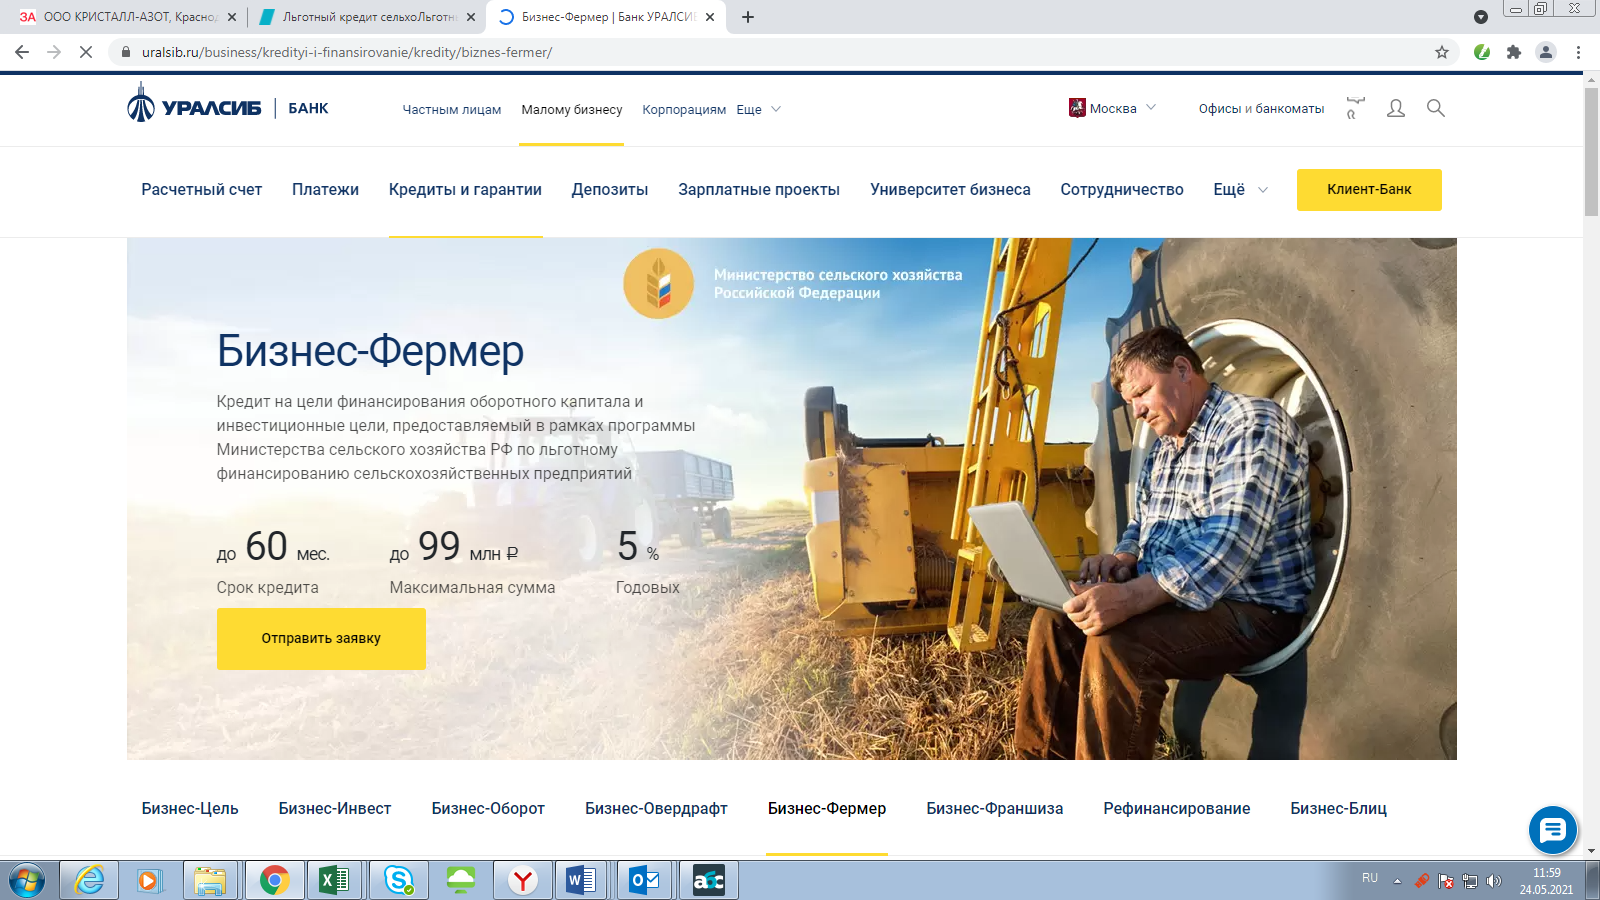 ООО КРИСТАЛЛ-АЗОТ, Краснод
Льготный кредит сельхоЛьготн
Бизнес-Фермер | Банк УРАЛСИБ
uralsib.ru/business/kredityi-i-finansirovanie/kredity/biznes-fermer/
УРАЛСИБ | БАНК
Частным лицам
Малому бизнесу
Корпорациям
Еще
Москва
Офисы и банкоматы
Расчетный счет
Платежи
Кредиты и гарантии
Депозиты
Зарплатные проекты
Университет бизнеса
Сотрудничество
Ещё
Клиент-Банк
Министерство сельского хозяйства
Российской Федерации
Бизнес-Фермер
Кредит на цели финансирования оборотного капитала и
инвестиционные цели, предоставляемый в рамках программы
Министерства сельского хозяйства РФ по льготному
финансированию сельскохозяйственных предприятий
до 60 мес.
Срок кредита
до 99 млн ₽
Максимальная сумма
5 %
Годовых
Отправить заявку
Бизнес-Цель
Бизнес-Инвест
Бизнес-Оборот
Бизнес-Овердрафт
Бизнес-Фермер
Бизнес-Франшиза
Рефинансирование
Бизнес-Блиц
абс
RU
11:59
24.05.2021